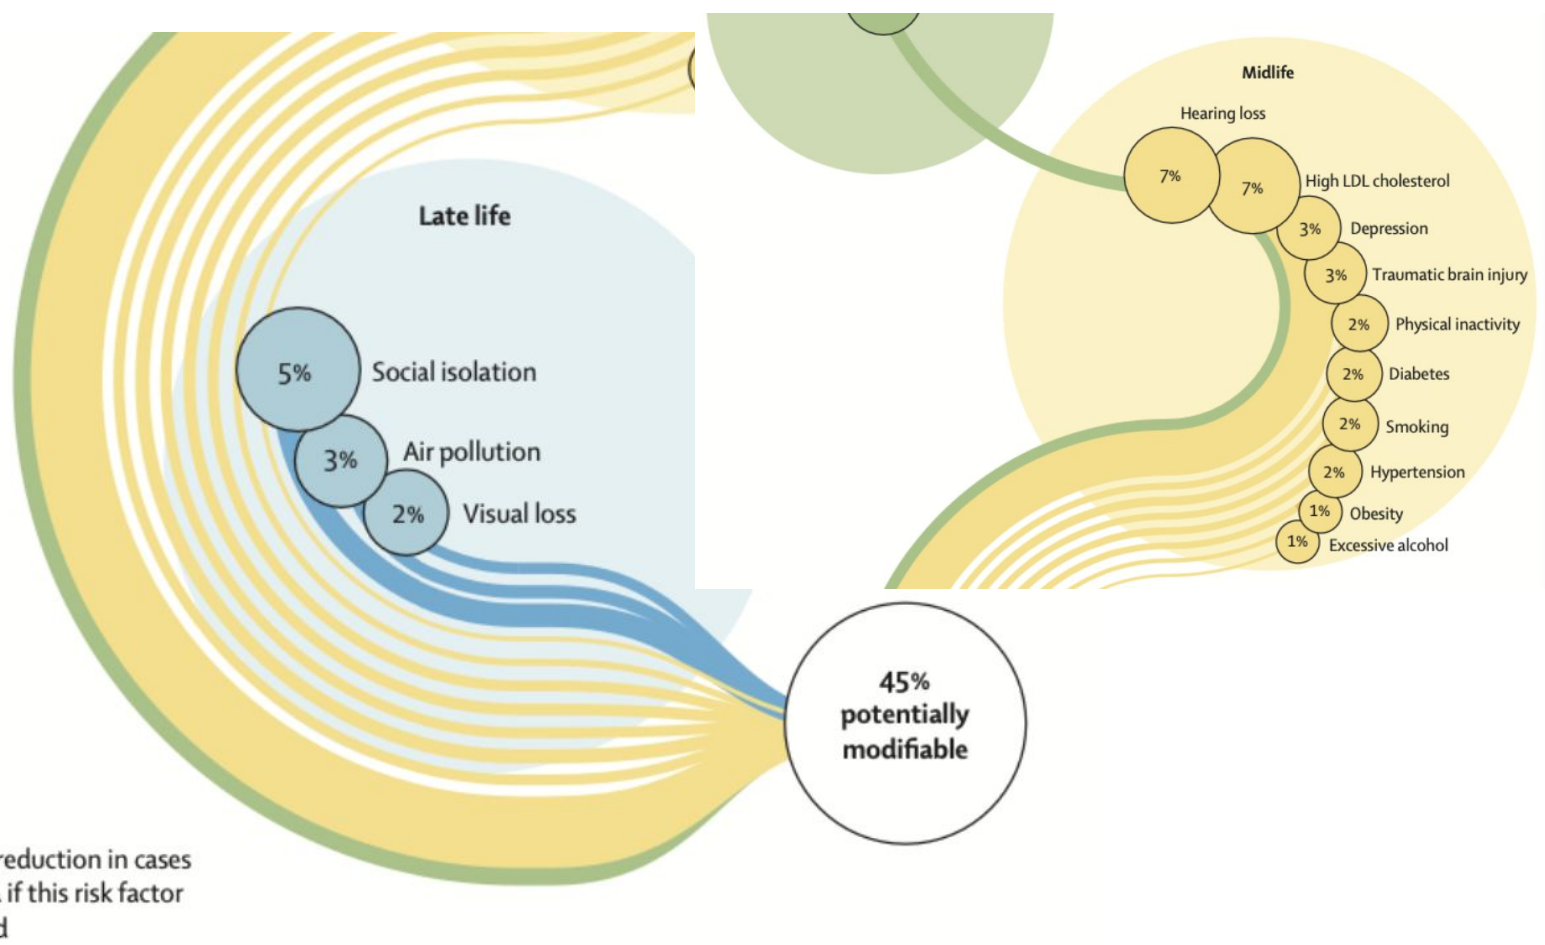 Midlife
Hearing loss
7%
7%
High LDL cholesterol
3%
Depression
3%
Traumatic brain injury
2%
Physical inactivity
2%
Diabetes
2%
Smoking
2%
Hypertension
1%
Obesity
1%
Excessive alcohol
Late life
5%
Social isolation
3%
Air pollution
2%
Visual loss
45%
potentially
modifiable
reduction in cases
if this risk factor